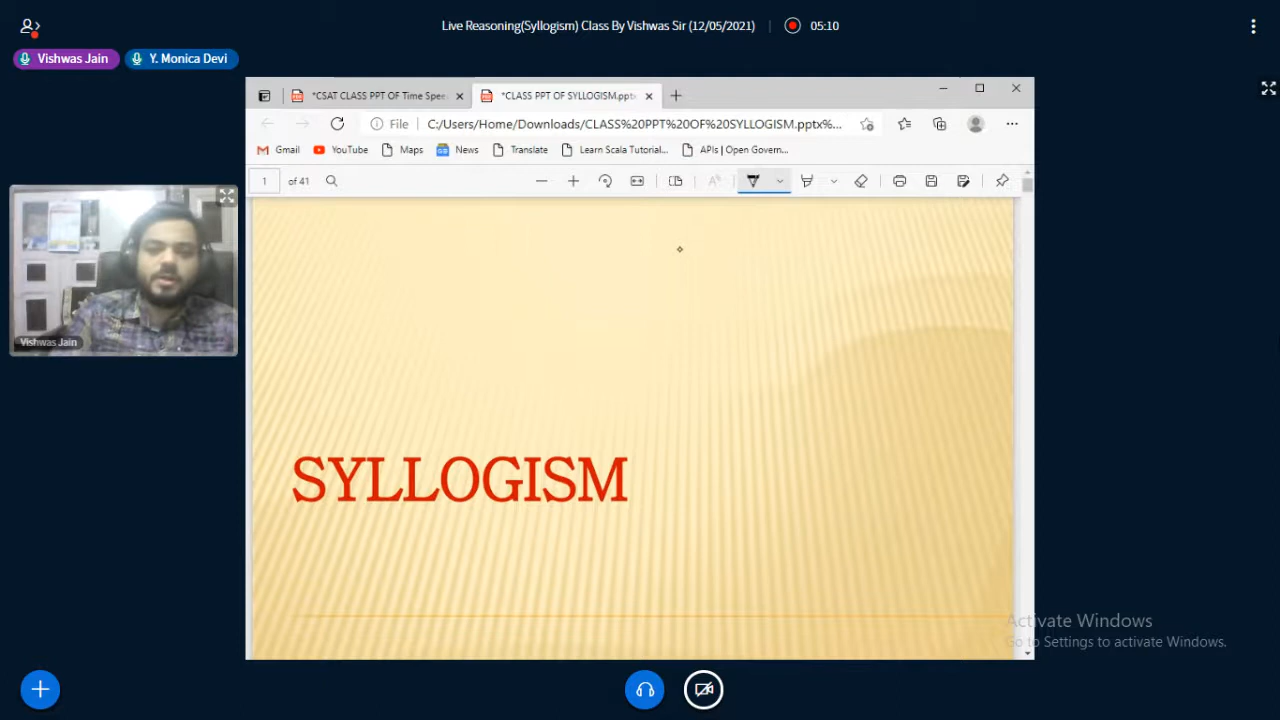 Live Reasoning(Syllogism) Class By Vishwas Sir (12/05/2021)
05:10
Vishwas Jain
Y. Monica Devi
*CSAT CLASS PPT OF Time Spee
*CLASS PPT OF SYLLOGISM.ppt
File
C:/Users/Home/Downloads/CLASS%20PPT%20OF%20SYLLOGISM.pptx%...
Gmail
YouTube
Maps
News
Translate
Learn Scala Tutorial...
APIs | Open Govern...
1
of 41
Vishwas Jain
SYLLOGISM
Activate Windows
Go to Settings to activate Windows.